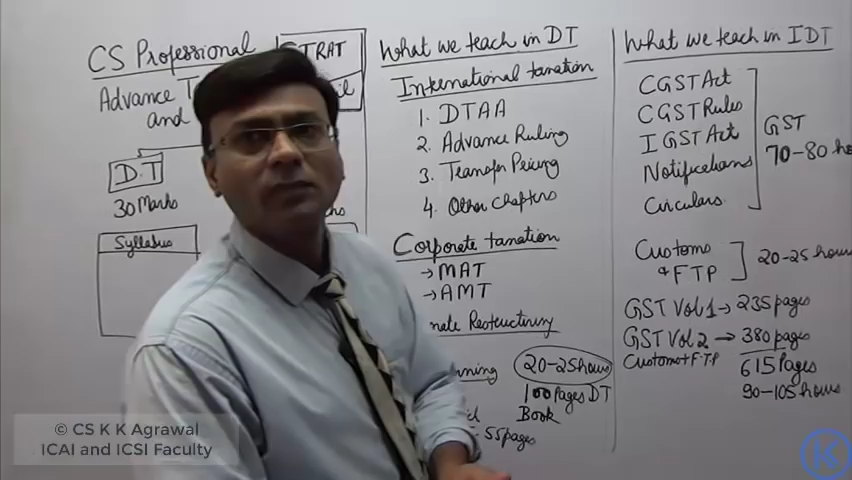 CS Professional
STRAT
Advance
and
D.T
30 Marks
Syllabus
What we teach in DT
International taxation
1. DTAA
2. Advance Ruling
3. Transfer Pricing
4. Other Chapters
Corporate taxation
→ MAT
→ AMT
Restructuring
20-25 hours
100 pages DT
Book
- 55 pages
What we teach in IDT
CGST Act
CGST Rules
IGST Act
Notifications
Circulars
GST
70-80
Customs
& FTP
20-25 hours
GST Vol 1 → 235 pages
GST Vol 2 → 380 pages
Customs + F.T.P
615 Pages
90-105 hours
© CS K K Agrawal
ICAI and ICSI Faculty